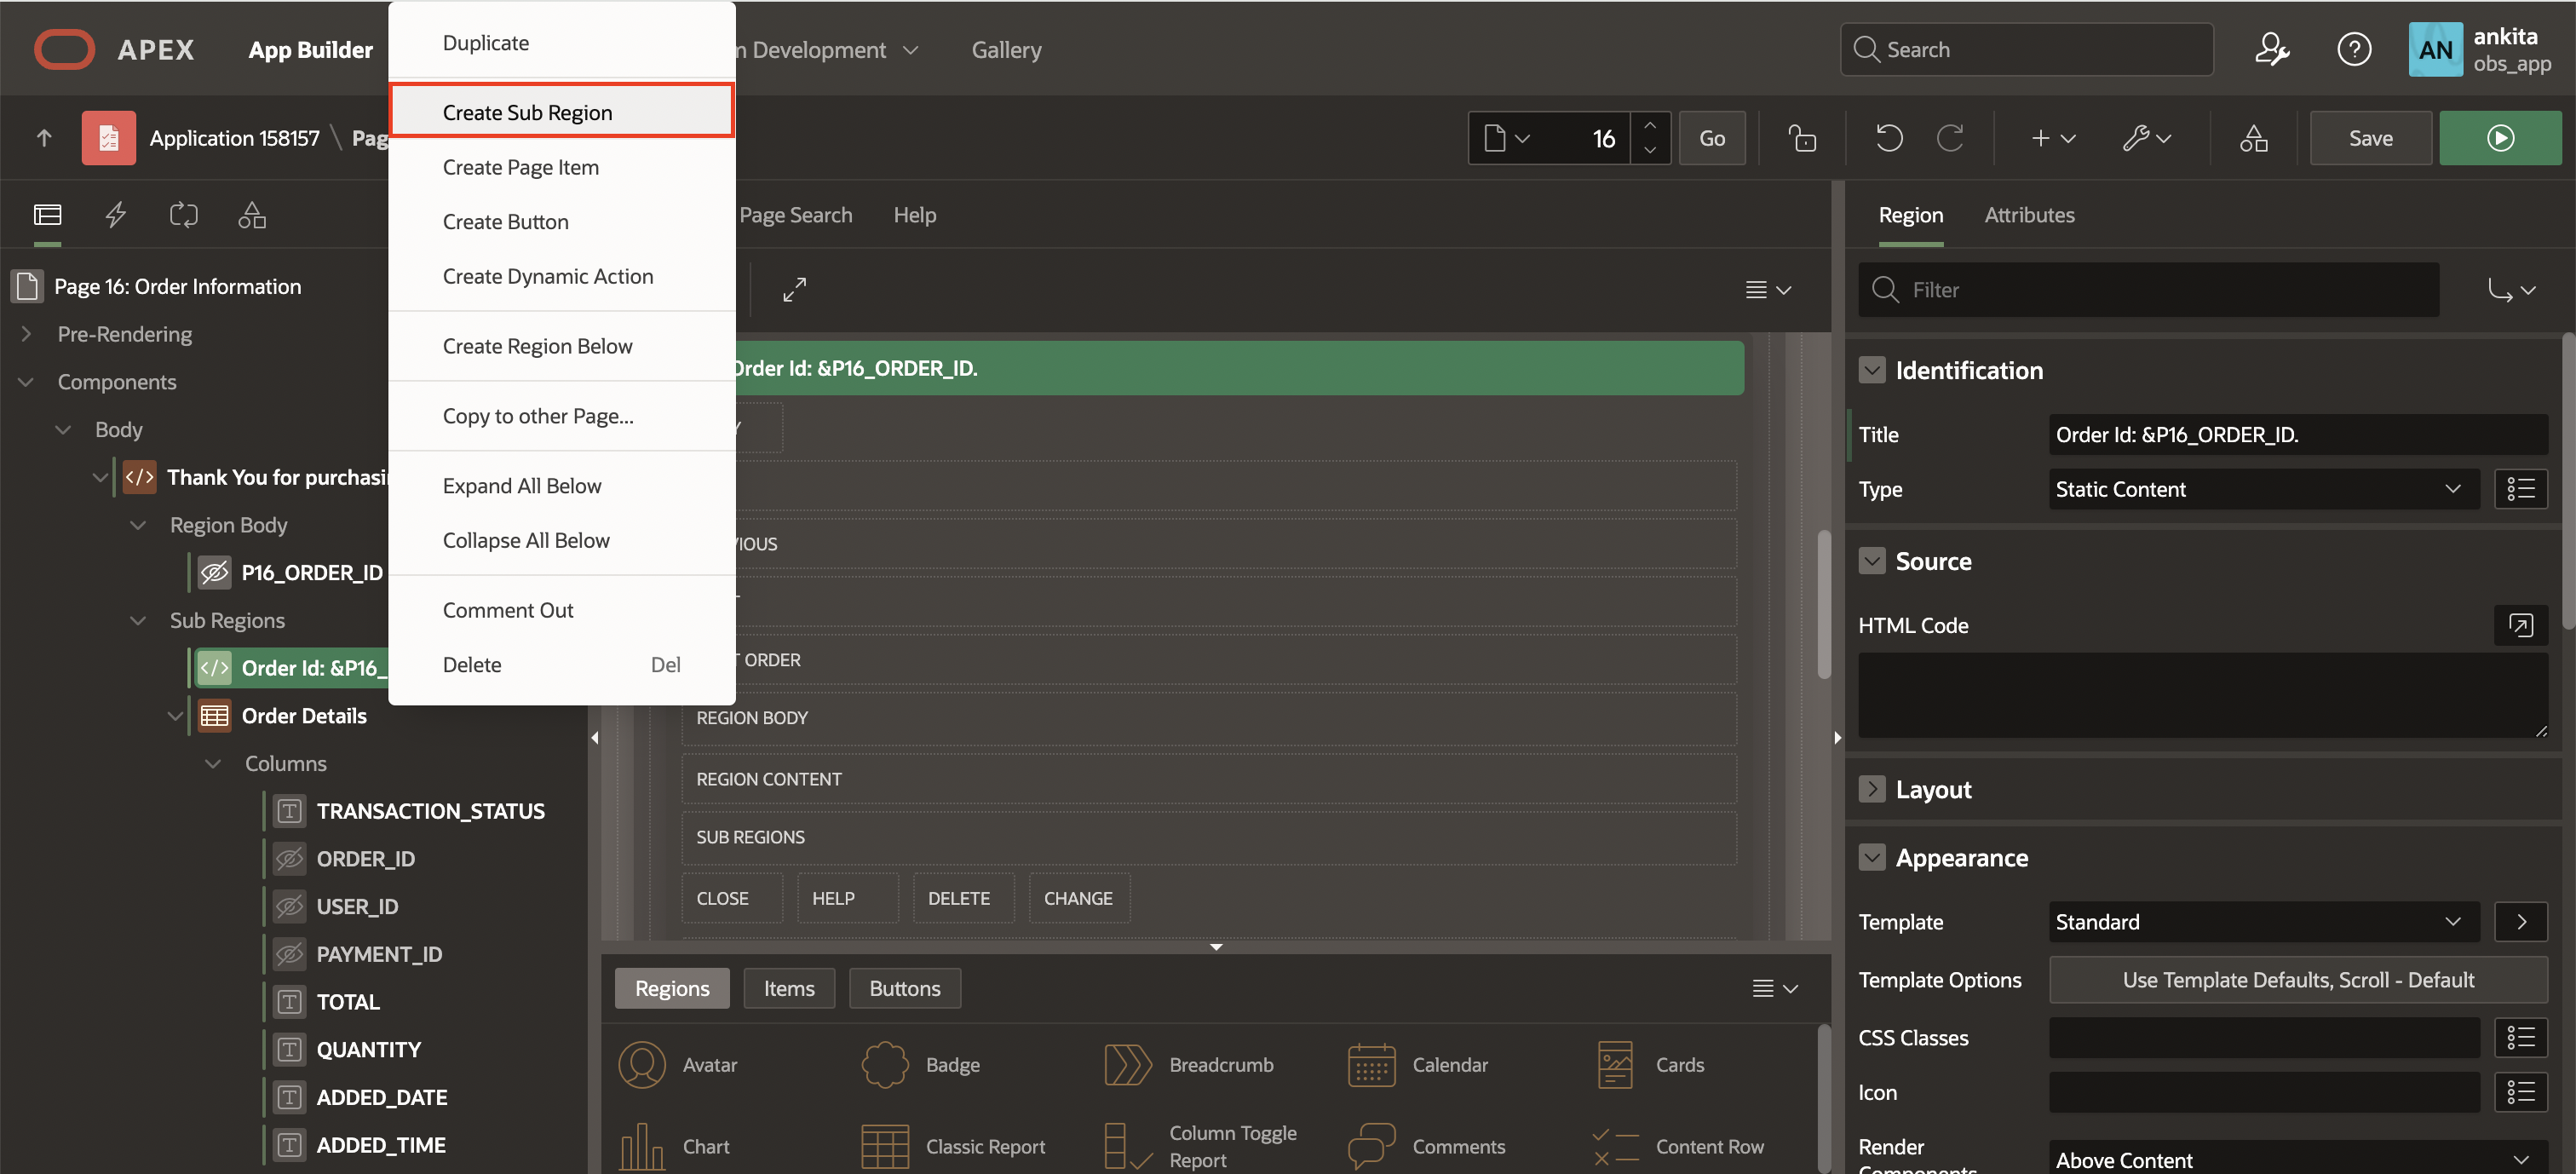 APEX
App Builder
m Development
Gallery
Search
AN
ankita
obs_app
Application 158157 \ Pag
16
Go
Save
Duplicate
Create Sub Region
Create Page Item
Create Button
Create Dynamic Action
Create Region Below
Copy to other Page...
Expand All Below
Collapse All Below
Comment Out
Delete Del
Page 16: Order Information
Pre-Rendering
Components
Body
Thank You for purchasi
Region Body
P16_ORDER_ID
Sub Regions
Order Id: &P16_
Order Details
Columns
TRANSACTION_STATUS
ORDER_ID
USER_ID
PAYMENT_ID
TOTAL
QUANTITY
ADDED_DATE
ADDED_TIME
Page Search
Help
Order Id: &P16_ORDER_ID.
Y
IOUS
T ORDER
REGION BODY
REGION CONTENT
SUB REGIONS
CLOSE
HELP
DELETE
CHANGE
Regions
Items
Buttons
Avatar
Badge
Breadcrumb
Calendar
Cards
Chart
Classic Report
Column Toggle
Report
Comments
Content Row
Region
Attributes
Filter
Identification
Title
Order Id: &P16_ORDER_ID.
Type
Static Content
Source
HTML Code
Layout
Appearance
Template
Standard
Template Options
Use Template Defaults, Scroll - Default
CSS Classes
Icon
Render
Components
Above Content